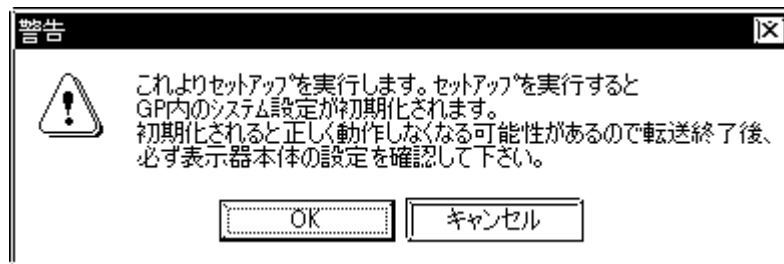 警告
これよりセットアップを実行します。セットアップを実行すると
GP内のシステム設定が初期化されます。
初期化されると正しく動作しなくなる可能性があるので転送終了後、
必ず表示器本体の設定を確認して下さい。
OK キャンセル